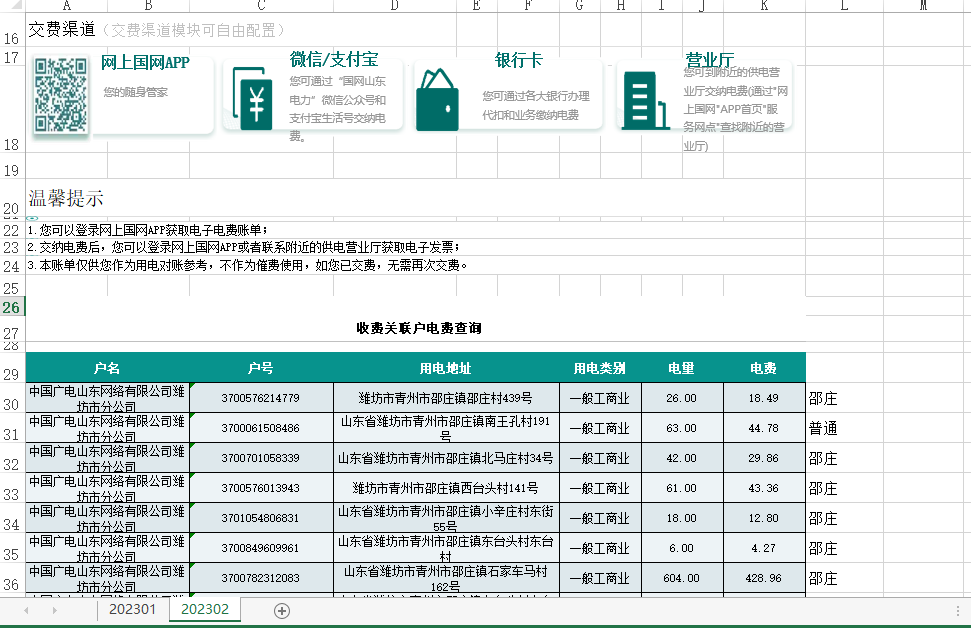 A B C D E F G H I J K L M
16 交费渠道（交费渠道模块可自由配置）
17
网上国网APP
您的随身管家
微信/支付宝
您可通过“国网山东
电力”微信公众号和
支付宝生活号交纳电
费。
银行卡
您可通过各大银行办理
代扣和业务缴纳电费
营业厅
您可到附近的供电营
业厅交纳电费(通过"网
上国网"APP首页"服
务网点"查找附近的营
业厅)
18
19
20 温馨提示
22 1.您可以登录网上国网APP获取电子电费账单；
23 2.交纳电费后，您可以登录网上国网APP或者联系附近的供电营业厅获取电子发票；
24 3.本账单仅供您作为用电对账参考，不作为催费使用，如您已交费，无需再次交费。
25
26
27 收费关联户电费查询
28
29 户名 户号 用电地址 用电类别 电量 电费
30 中国广电山东网络有限公司潍坊市分公司 3700576214779 潍坊市青州市邵庄镇邵庄村439号 一般工商业 26.00 18.49 邵庄
31 中国广电山东网络有限公司潍坊市分公司 3700061508486 山东省潍坊市青州市邵庄镇南王孔村191号 一般工商业 63.00 44.78 普通
32 中国广电山东网络有限公司潍坊市分公司 3700701058339 山东省潍坊市青州市邵庄镇北马庄村34号 一般工商业 42.00 29.86 邵庄
33 中国广电山东网络有限公司潍坊市分公司 3700576013943 潍坊市青州市邵庄镇西台头村141号 一般工商业 61.00 43.36 邵庄
34 中国广电山东网络有限公司潍坊市分公司 3701054806831 山东省潍坊市青州市邵庄镇小辛庄村东街55号 一般工商业 18.00 12.80 邵庄
35 中国广电山东网络有限公司潍坊市分公司 3700849609961 山东省潍坊市青州市邵庄镇东台头村东台村 一般工商业 6.00 4.27 邵庄
36 中国广电山东网络有限公司潍坊市分公司 3700782312083 山东省潍坊市青州市邵庄镇石家车马村162号 一般工商业 604.00 428.96 邵庄
202301 202302